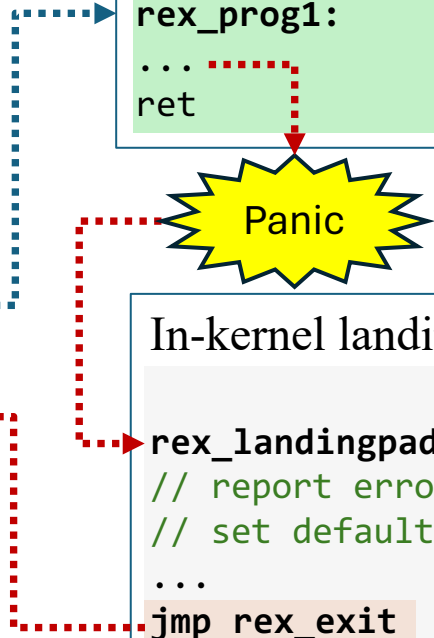 rex_prog1:
...
ret
Panic
In-kernel landi
rex_landingpad
// report erro
// set default
...
jmp rex_exit